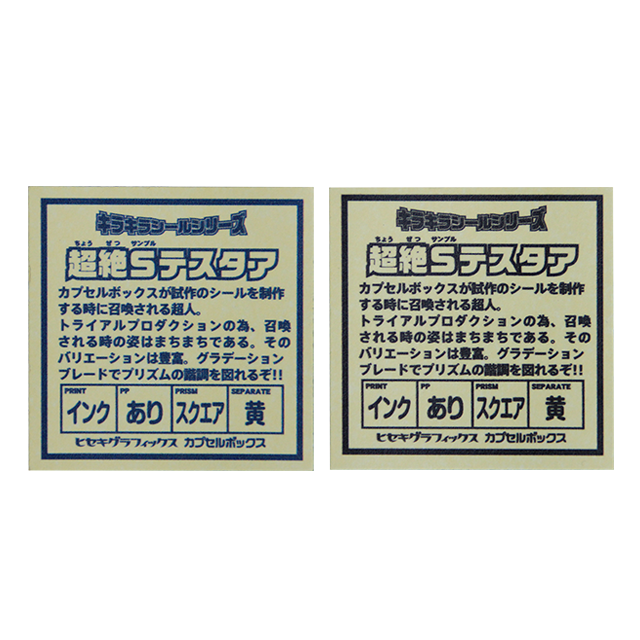 キラキラシールシリーズ
ちょう ぜつ サンプル
超絶Sテスタア
カプセルボックスが試作のシールを制作
する時に召喚される超人。
トライアルプロダクションの為、召喚
される時の姿はまちまちである。その
バリエーションは豊富。グラデーション
ブレードでプリズムの階調を図れるぞ!!
PRINT PP PRISM SEPARATE
インク あり スクエア 黄
ヒセキグラフィックス カプセルボックス
キラキラシールシリーズ
ちょう ぜつ サンプル
超絶Sテスタア
カプセルボックスが試作のシールを制作
する時に召喚される超人。
トライアルプロダクションの為、召喚
される時の姿はまちまちである。その
バリエーションは豊富。グラデーション
ブレードでプリズムの階調を図れるぞ!!
PRINT PP PRISM SEPARATE
インク あり スクエア 黄
ヒセキグラフィックス カプセルボックス